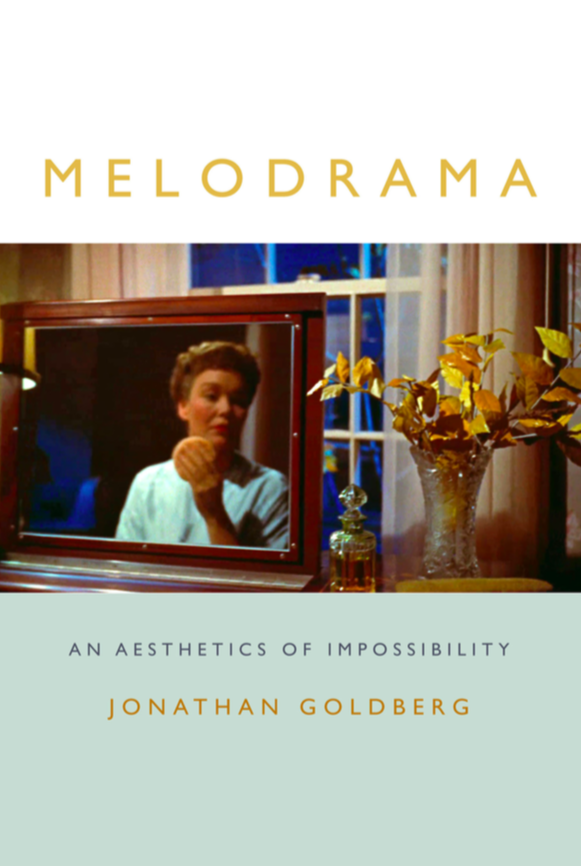 MELODRAMA
AN AESTHETICS OF IMPOSSIBILITY
JONATHAN GOLDBERG